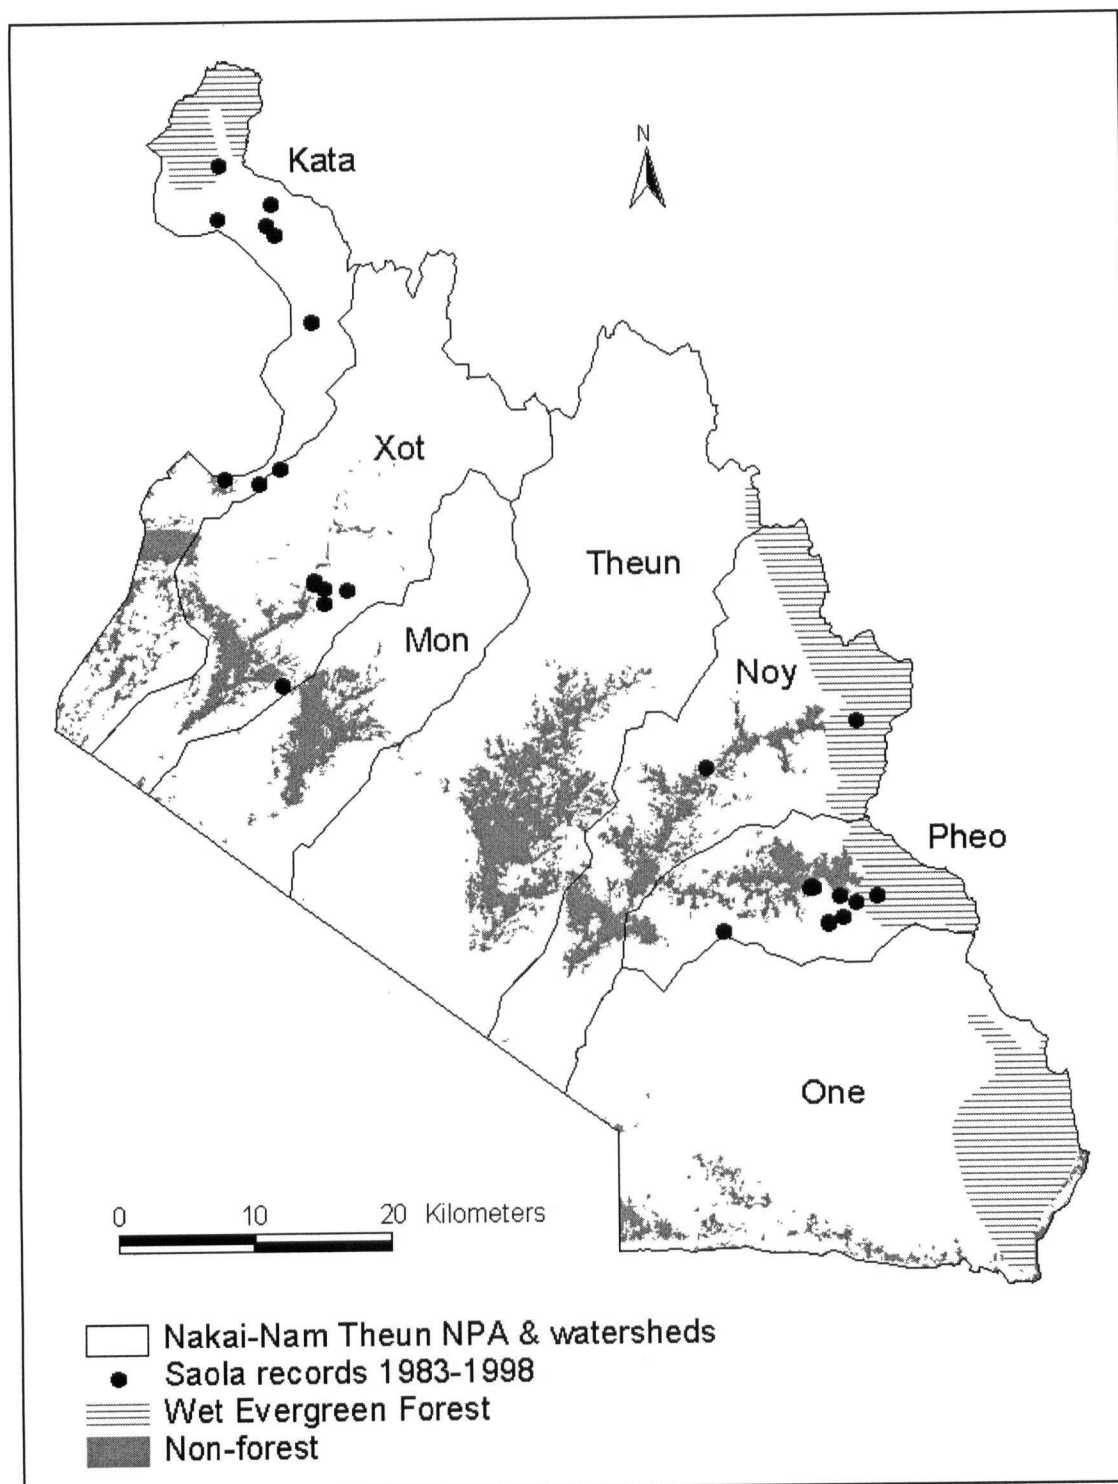 N
Kata
Xot
Theun
Mon
Noy
Pheo
One
0 10 20 Kilometers
Nakai-Nam Theun NPA & watersheds
Saola records 1983-1998
Wet Evergreen Forest
Non-forest